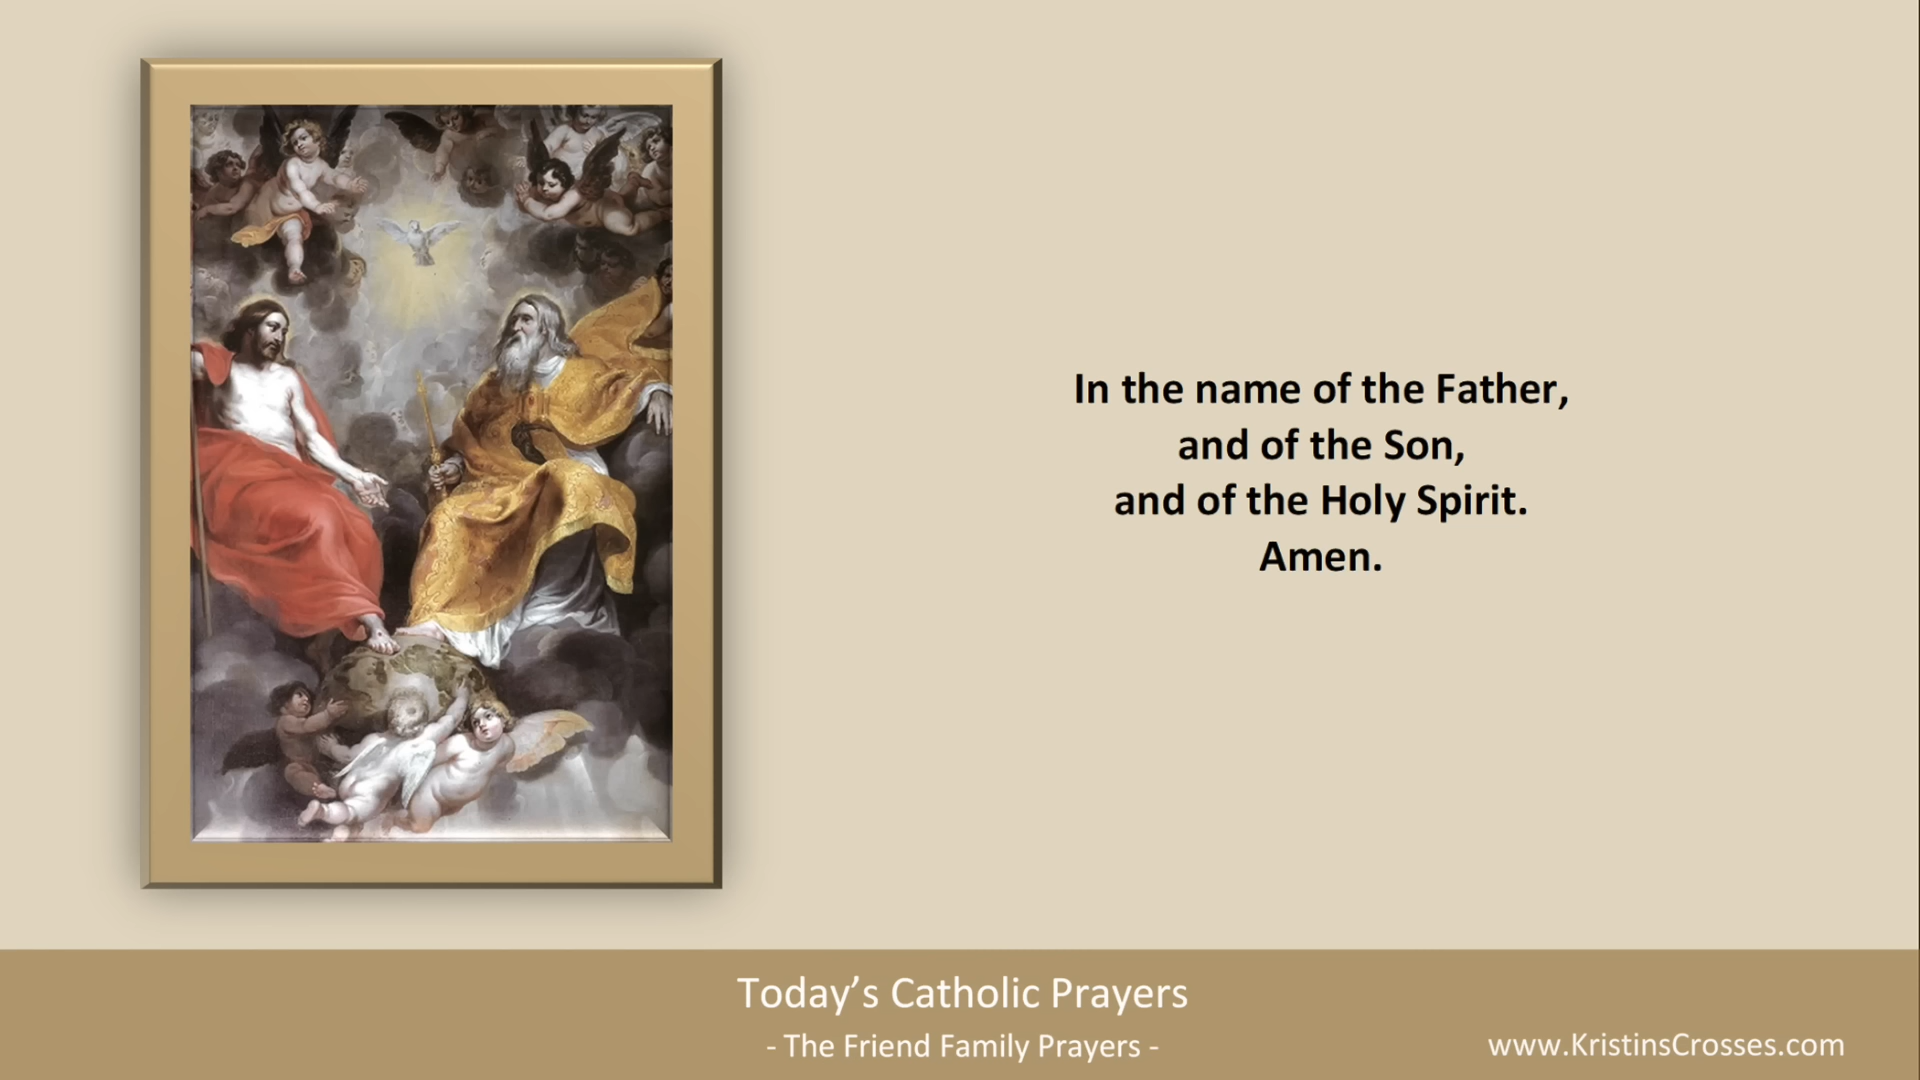 In the name of the Father,
and of the Son,
and of the Holy Spirit.
Amen.
Today’s Catholic Prayers
- The Friend Family Prayers -
www.KristinsCrosses.com